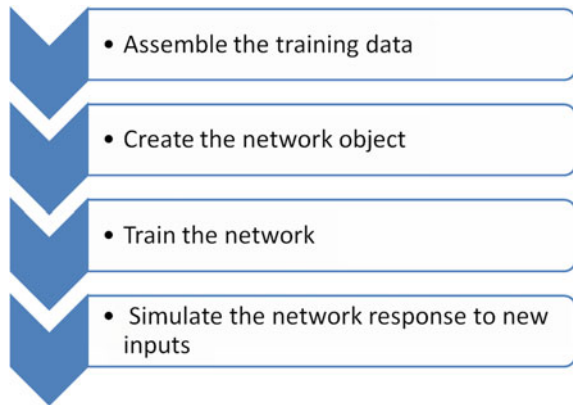 • Assemble the training data
• Create the network object
• Train the network
• Simulate the network response to new
inputs